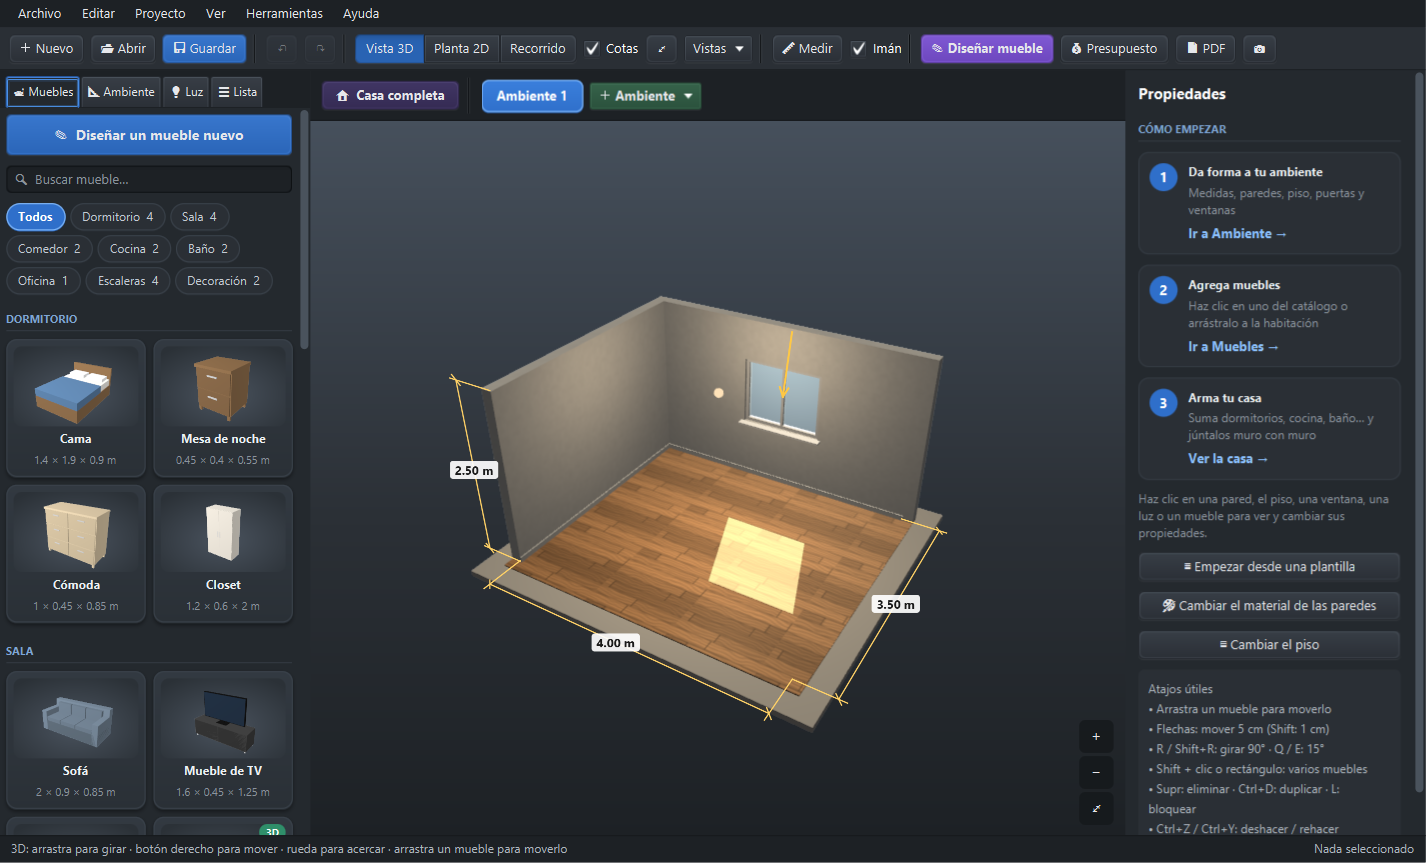 Archivo Editar Proyecto Ver Herramientas Ayuda
+ Nuevo Abrir Guardar Vista 3D Planta 2D Recorrido Cotas Vistas Medir Imán Diseñar mueble Presupuesto PDF
Muebles Ambiente Luz Lista
Casa completa Ambiente 1 + Ambiente
Diseñar un mueble nuevo
Buscar mueble...
Todos Dormitorio 4 Sala 4
Comedor 2 Cocina 2 Baño 2
Oficina 1 Escaleras 4 Decoración 2
DORMITORIO
Cama
1.4 × 1.9 × 0.9 m
Mesa de noche
0.45 × 0.4 × 0.55 m
Cómoda
1 × 0.45 × 0.85 m
Closet
1.2 × 0.6 × 2 m
SALA
Sofá
2 × 0.9 × 0.85 m
Mueble de TV
1.6 × 0.45 × 1.25 m
3D
2.50 m
4.00 m
3.50 m
+
−
Propiedades
CÓMO EMPEZAR
1 Da forma a tu ambiente
Medidas, paredes, piso, puertas y
ventanas
Ir a Ambiente →
2 Agrega muebles
Haz clic en uno del catálogo o
arrástralo a la habitación
Ir a Muebles →
3 Arma tu casa
Suma dormitorios, cocina, baño... y
júntalos muro con muro
Ver la casa →
Haz clic en una pared, el piso, una ventana, una
luz o un mueble para ver y cambiar sus
propiedades.
Empezar desde una plantilla
Cambiar el material de las paredes
Cambiar el piso
Atajos útiles
• Arrastra un mueble para moverlo
• Flechas: mover 5 cm (Shift: 1 cm)
• R / Shift+R: girar 90° · Q / E: 15°
• Shift + clic o rectángulo: varios muebles
• Supr: eliminar · Ctrl+D: duplicar · L:
bloquear
• Ctrl+Z / Ctrl+Y: deshacer / rehacer
3D: arrastra para girar · botón derecho para mover · rueda para acercar · arrastra un mueble para moverlo
Nada seleccionado